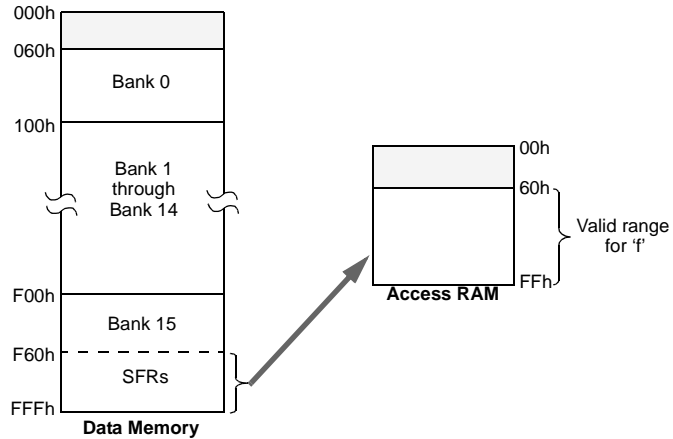 000h
060h
Bank 0
100h
Bank 1
through
Bank 14
F00h
Bank 15
F60h
SFRs
FFFh
Data Memory
00h
60h
Valid range
for ‘f’
FFh
Access RAM